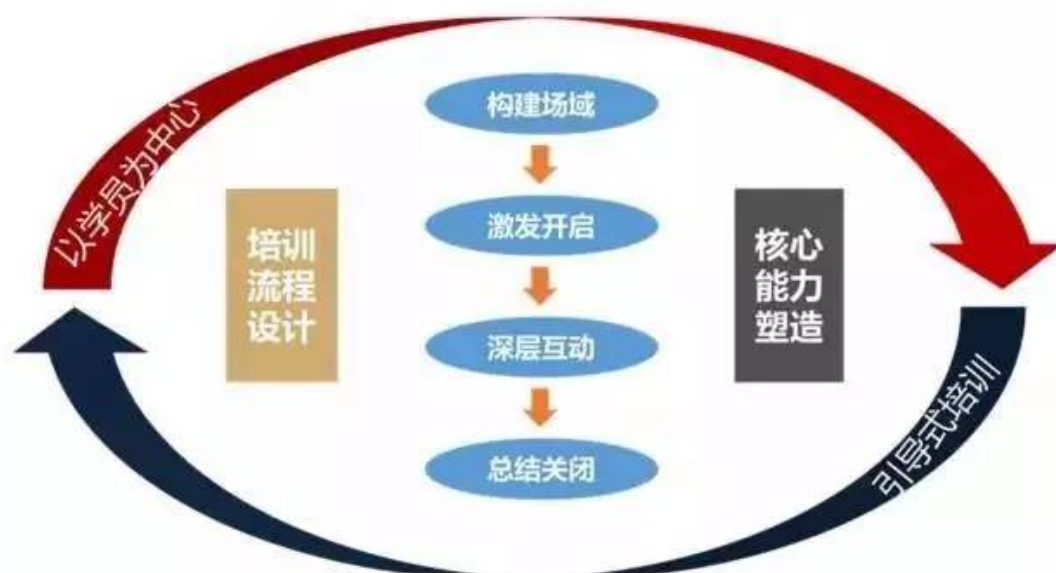 构建场域
以学员为中心
激发开启
培训
流程
设计
核心
能力
塑造
深层互动
引导式培训
总结关闭